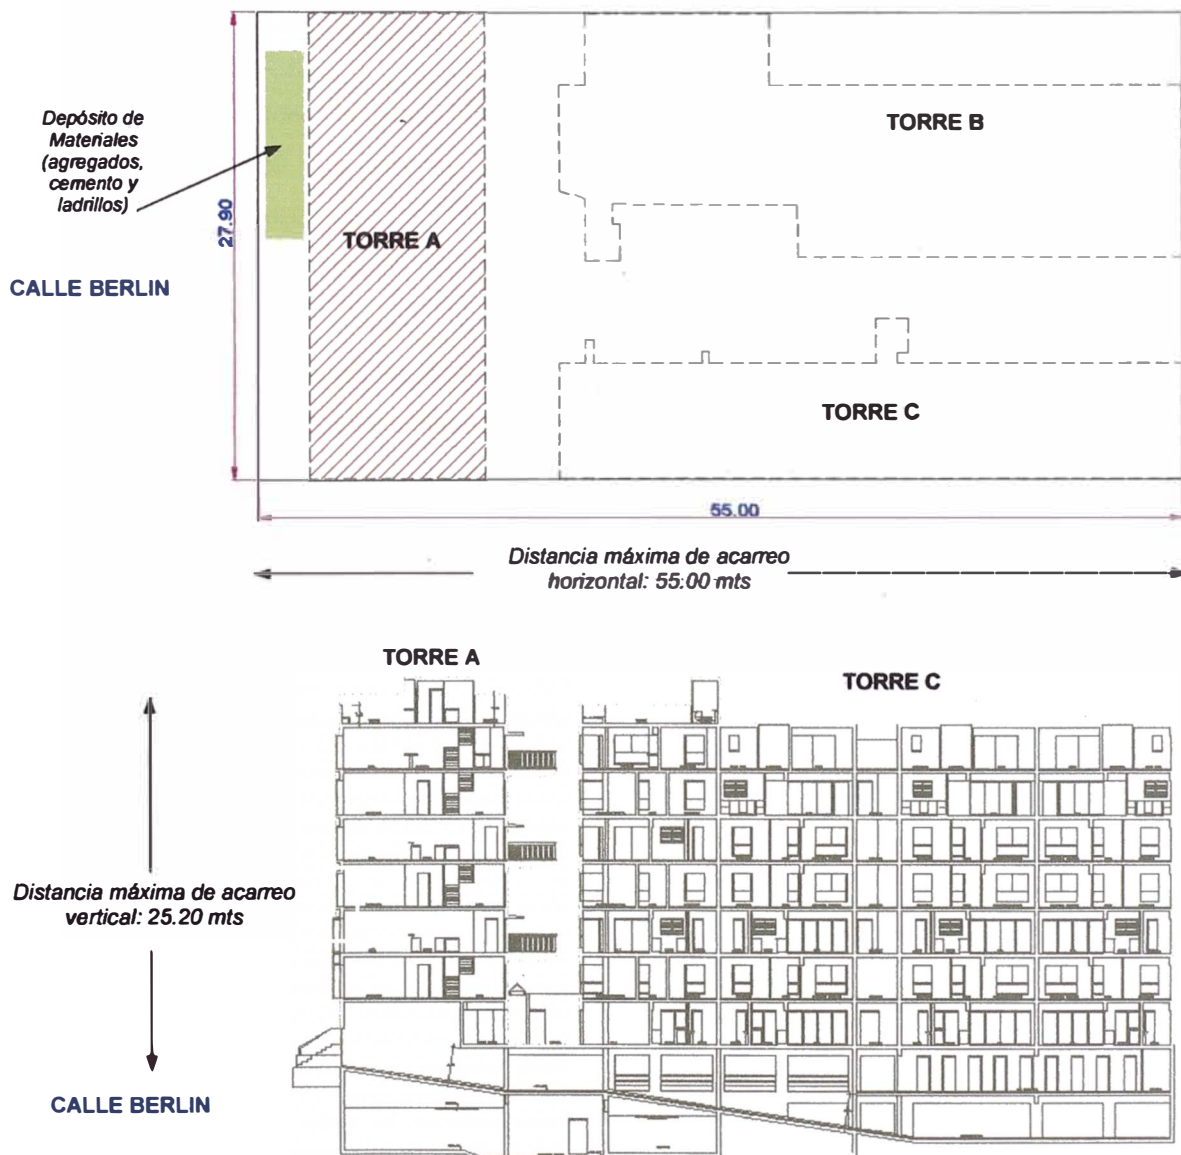 Depósito de
Materiales
(agregados,
cemento y
ladrillos)
CALLE BERLIN
27.90
TORRE A
TORRE B
TORRE C
55.00
Distancia máxima de acarreo
horizontal: 55.00 mts
TORRE A
TORRE C
Distancia máxima de acarreo
vertical: 25.20 mts
CALLE BERLIN